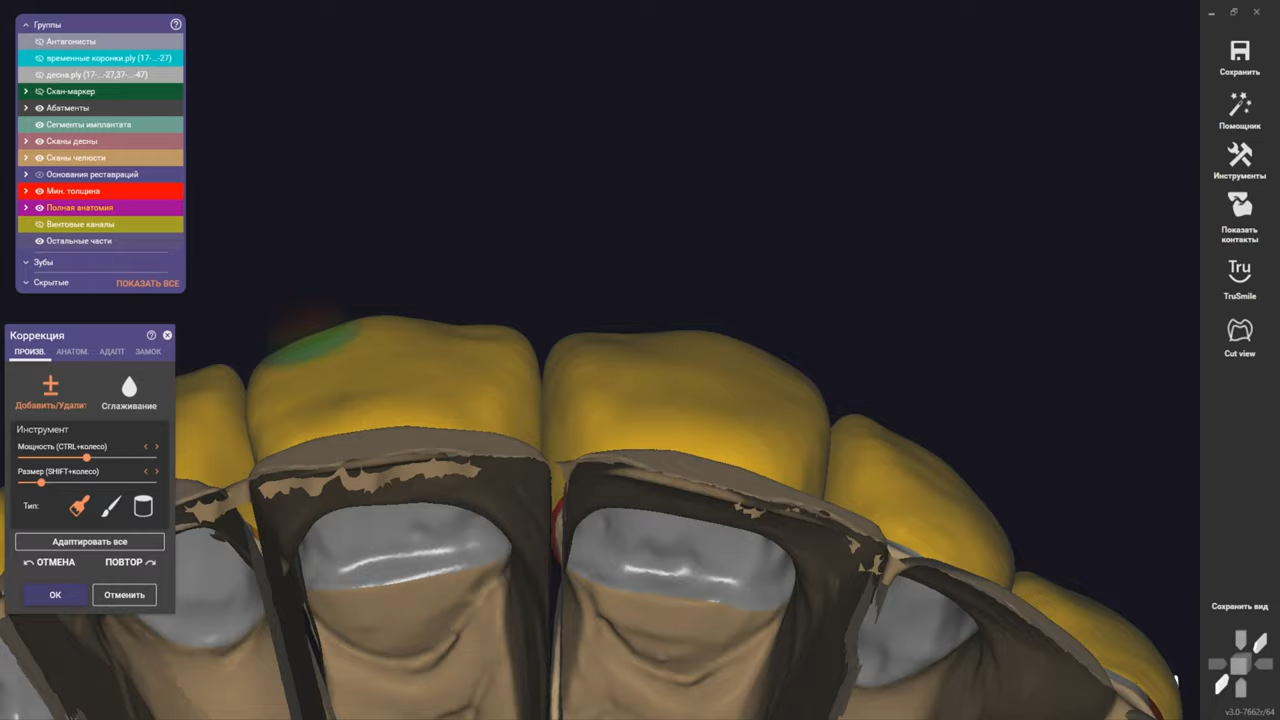 Группы
Антагонисты
временные коронки.ply (17-...-27)
десна.ply (17-...-27,37-...-47)
Скан-маркер
Абатменты
Сегменты имплантата
Сканы десны
Сканы челюсти
Основания реставраций
Мин. толщина
Полная анатомия
Винтовые каналы
Остальные части
Зубы
Скрытые
ПОКАЗАТЬ ВСЕ
Коррекция
ПРОИЗВ. АНАТОМ. АДАПТ ЗАМОК
Добавить/Удалит
Сглаживание
Инструмент
Мощность (CTRL+колесо)
Размер (SHIFT+колесо)
Тип:
Адаптировать все
ОТМЕНА
ПОВТОР
ОК
Отменить
Сохранить
Помощник
Инструменты
Показать
контакты
Tru
TruSmile
Cut view
Сохранить вид
v3.0-7662r/64